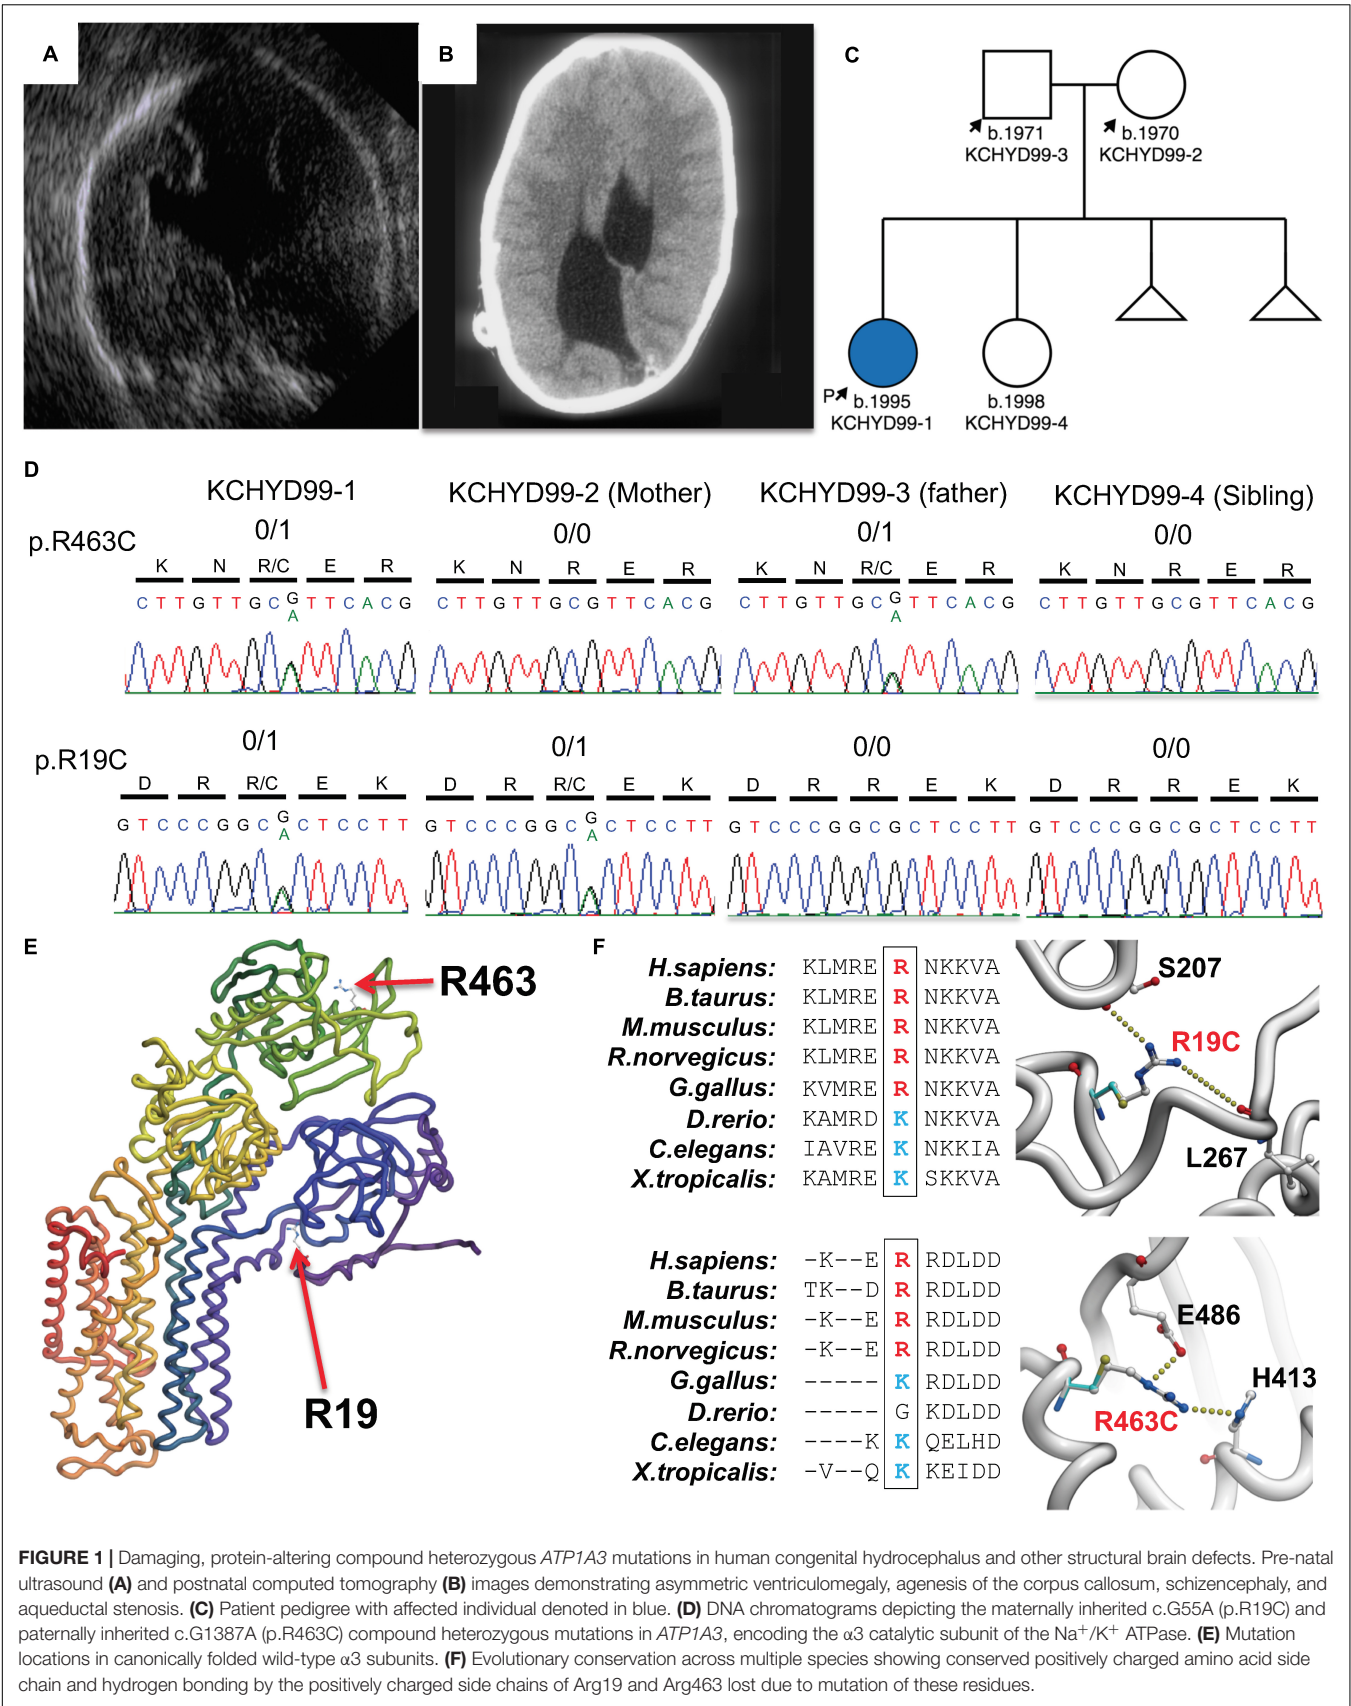 A
B
C
b.1971
KCHYD99-3
b.1970
KCHYD99-2
P
b.1995
KCHYD99-1
b.1998
KCHYD99-4
D
KCHYD99-1
KCHYD99-2 (Mother)
KCHYD99-3 (father)
KCHYD99-4 (Sibling)
p.R463C
0/1
0/0
0/1
0/0
K N R/C E R
K N R E R
K N R/C E R
K N R E R
C T T G T T G C G T T C A C G
A
C T T G T T G C G T T C A C G
C T T G T T G C G T T C A C G
A
C T T G T T G C G T T C A C G
p.R19C
0/1
0/1
0/0
0/0
D R R/C E K
D R R/C E K
D R R E K
D R R E K
G T C C C G G C G C T C C T T
A
G T C C C G G C G C T C C T T
A
G T C C C G G C G C T C C T T
G T C C C G G C G C T C C T T
E
R463
R19
F
H.sapiens: KLMRE R NKKVA
B.taurus: KLMRE R NKKVA
M.musculus: KLMRE R NKKVA
R.norvegicus: KLMRE R NKKVA
G.gallus: KVMRE R NKKVA
D.rerio: KAMRD K NKKVA
C.elegans: IAVRE K NKKIA
X.tropicalis: KAMRE K SKKVA
S207
R19C
L267
H.sapiens: -K--E R RDLDD
B.taurus: TK--D R RDLDD
M.musculus: -K--E R RDLDD
R.norvegicus: -K--E R RDLDD
G.gallus: ----- K RDLDD
D.rerio: ----- G KDLDD
C.elegans: ----K K QELHD
X.tropicalis: -V--Q K KEIDD
E486
H413
R463C
FIGURE 1 | Damaging, protein-altering compound heterozygous ATP1A3 mutations in human congenital hydrocephalus and other structural brain defects. Pre-natal
ultrasound (A) and postnatal computed tomography (B) images demonstrating asymmetric ventriculomegaly, agenesis of the corpus callosum, schizencephaly, and
aqueductal stenosis. (C) Patient pedigree with affected individual denoted in blue. (D) DNA chromatograms depicting the maternally inherited c.G55A (p.R19C) and
paternally inherited c.G1387A (p.R463C) compound heterozygous mutations in ATP1A3, encoding the α3 catalytic subunit of the Na+/K+ ATPase. (E) Mutation
locations in canonically folded wild-type α3 subunits. (F) Evolutionary conservation across multiple species showing conserved positively charged amino acid side
chain and hydrogen bonding by the positively charged side chains of Arg19 and Arg463 lost due to mutation of these residues.